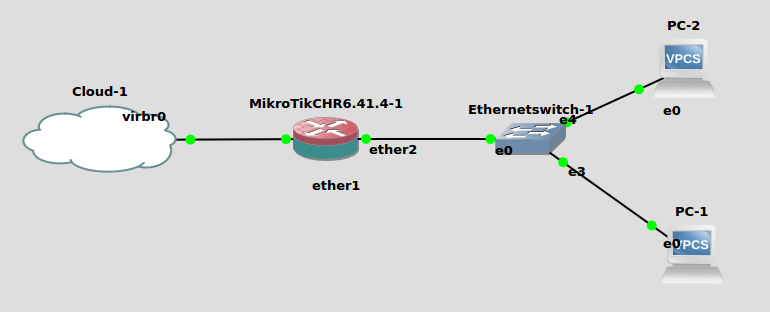 PC-2
VPCS
e0
Cloud-1
virbr0
MikroTikCHR6.41.4-1
ether2
ether1
Ethernetswitch-1
e4
e0
e3
PC-1
e0
VPCS